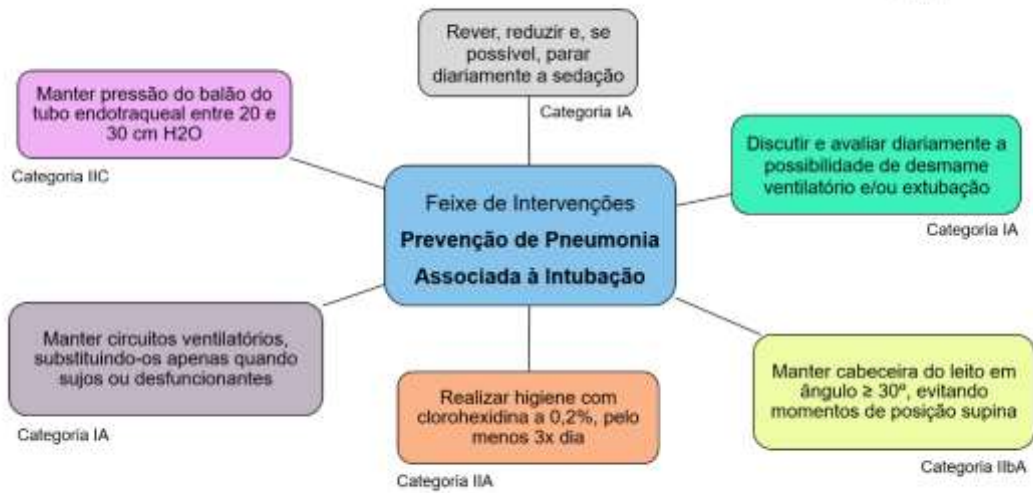 Rever, reduzir e, se
possível, parar
diariamente a sedação
Categoria IA
Manter pressão do balão do
tubo endotraqueal entre 20 e
30 cm H2O
Categoria IIC
Discutir e avaliar diariamente a
possibilidade de desmame
ventilatório e/ou extubação
Categoria IA
Feixe de Intervenções
Prevenção de Pneumonia
Associada à Intubação
Manter circuitos ventilatórios,
substituindo-os apenas quando
sujos ou desfuncionantes
Categoria IA
Realizar higiene com
clorohexidina a 0,2%, pelo
menos 3x dia
Categoria IIA
Manter cabeceira do leito em
ângulo ≥ 30º, evitando
momentos de posição supina
Categoria IIbA